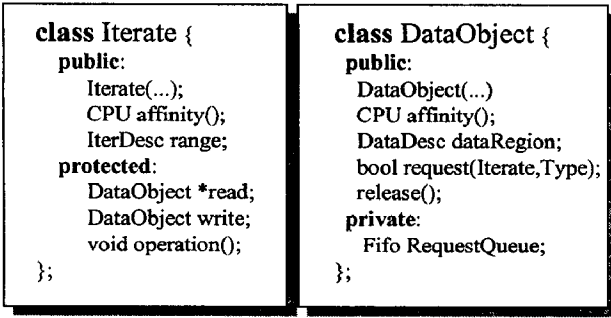 class Iterate {
public:
Iterate(...);
CPU affinity();
IterDesc range;
protected:
DataObject *read;
DataObject write;
void operation();
};
class DataObject {
public:
DataObject(...)
CPU affinity();
DataDesc dataRegion;
bool request(Iterate,Type);
release();
private:
Fifo RequestQueue;
};